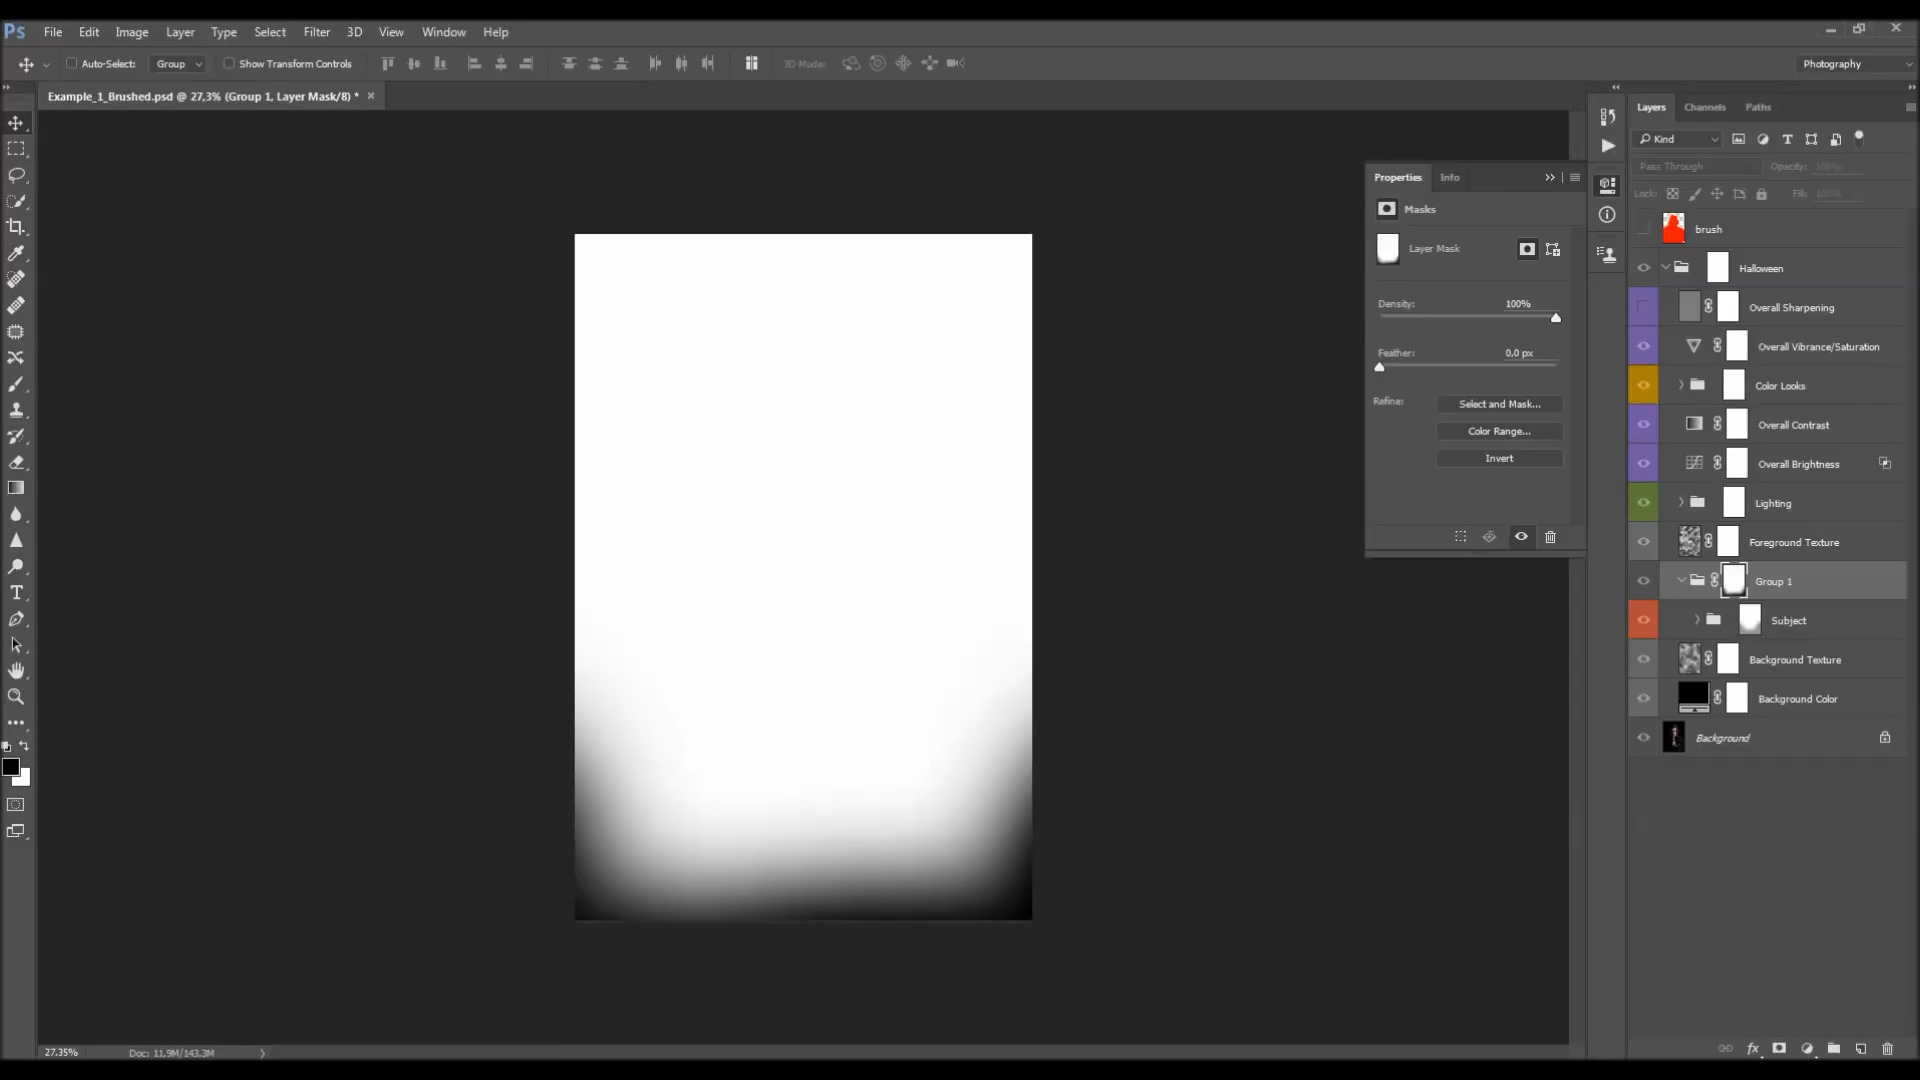 Ps File Edit Image Layer Type Select Filter 3D View Window Help
Auto-Select: Group Show Transform Controls 3D Mode: Photography
Example_1_Brushed.psd @ 27,3% (Group 1, Layer Mask/8) *
Layers Channels Paths
Kind
Pass Through Opacity: 100%
Lock: Fill: 100%
Properties Info
Masks
Layer Mask
Density: 100%
Feather: 0,0 px
Refine: Select and Mask...
Color Range...
Invert
brush
Halloween
Overall Sharpening
Overall Vibrance/Saturation
Color Looks
Overall Contrast
Overall Brightness
Lighting
Foreground Texture
Group 1
Subject
Background Texture
Background Color
Background
27,35% Doc: 11,9M/143,3M
fx